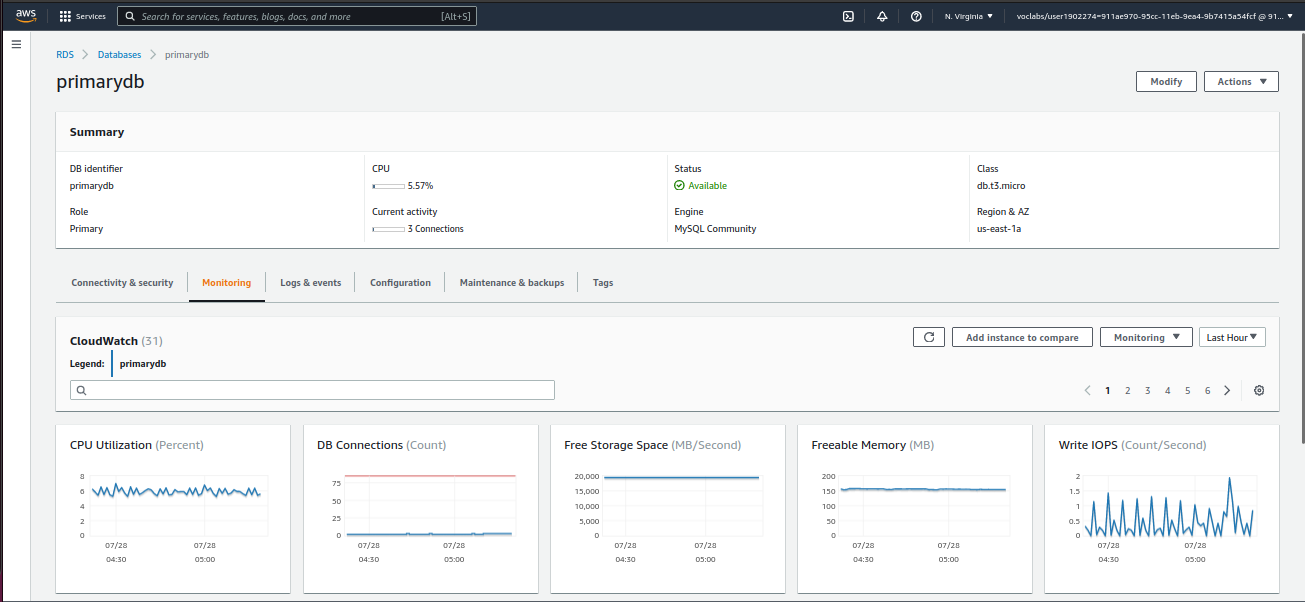 aws Services Search for services, features, blogs, docs, and more [Alt+S] N. Virginia voclabs/user1902274=911ae970-95cc-11eb-9ea4-9b7415a54fcf @ 91...
RDS Databases primarydb
primarydb
Modify Actions
Summary
DB identifier CPU Status Class
primarydb 5.57% Available db.t3.micro
Role Current activity Engine Region & AZ
Primary 3 Connections MySQL Community us-east-1a
Connectivity & security Monitoring Logs & events Configuration Maintenance & backups Tags
CloudWatch (31) Add instance to compare Monitoring Last Hour
Legend: primarydb
1 2 3 4 5 6
CPU Utilization (Percent)
8
6
4
2
0
07/28 07/28
04:30 05:00
DB Connections (Count)
75
50
25
0
07/28 07/28
04:30 05:00
Free Storage Space (MB/Second)
20,000
15,000
10,000
5,000
0
07/28 07/28
04:30 05:00
Freeable Memory (MB)
200
150
100
50
0
07/28 07/28
04:30 05:00
Write IOPS (Count/Second)
2
1.5
1
0.5
0
07/28 07/28
04:30 05:00